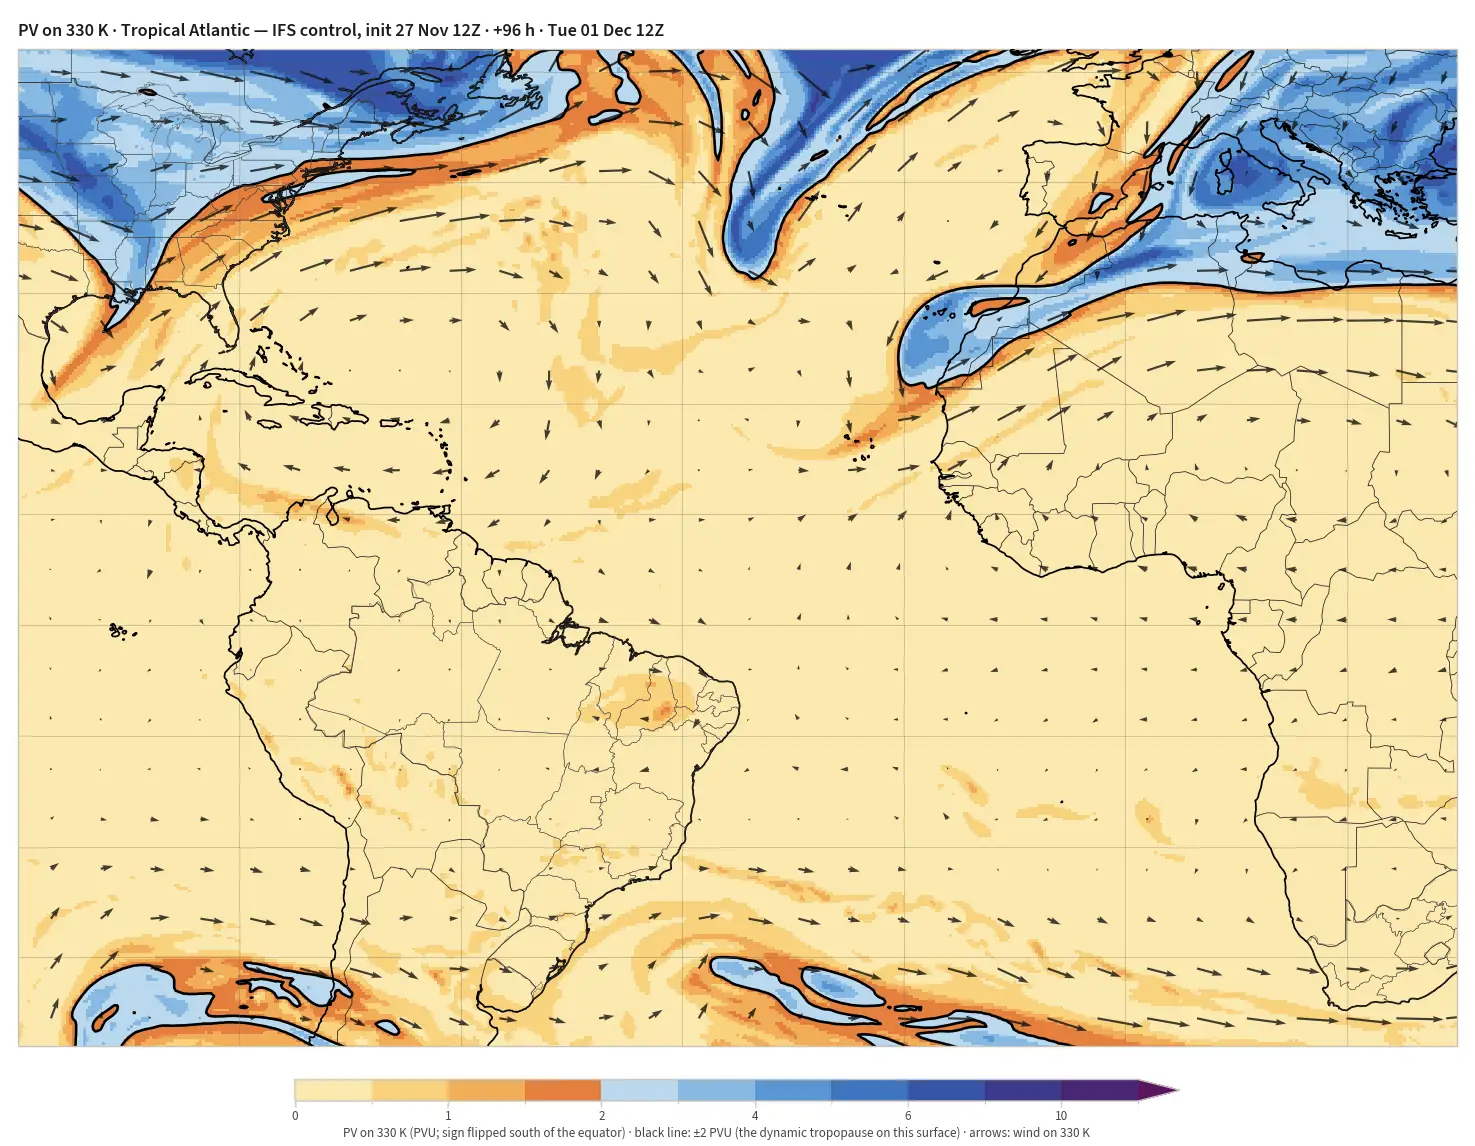 PV on 330 K · Tropical Atlantic — IFS control, init 27 Nov 12Z · +96 h · Tue 01 Dec 12Z
0 1 2 4 6 10
PV on 330 K (PVU; sign flipped south of the equator) · black line: ±2 PVU (the dynamic tropopause on this surface) · arrows: wind on 330 K